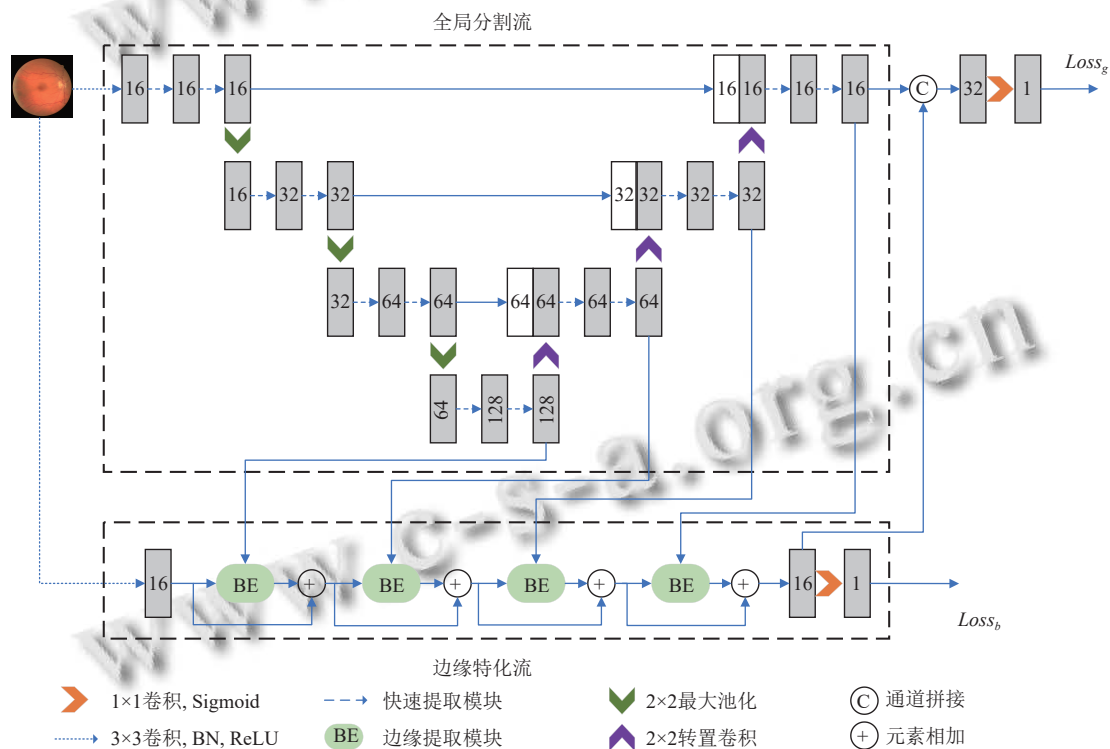 全局分割流
16 16 16 16 16 16 16 C 32 1 Loss_g
16 32 32 32 32 32 32
32 64 64 64 64 64 64
64 128 128
16 BE + BE + BE + BE + 16 1
Loss_b
边缘特化流
1×1卷积, Sigmoid 快速提取模块 2×2最大池化 C 通道拼接
3×3卷积, BN, ReLU BE 边缘提取模块 2×2转置卷积 + 元素相加
www.c-s-a.org.cn